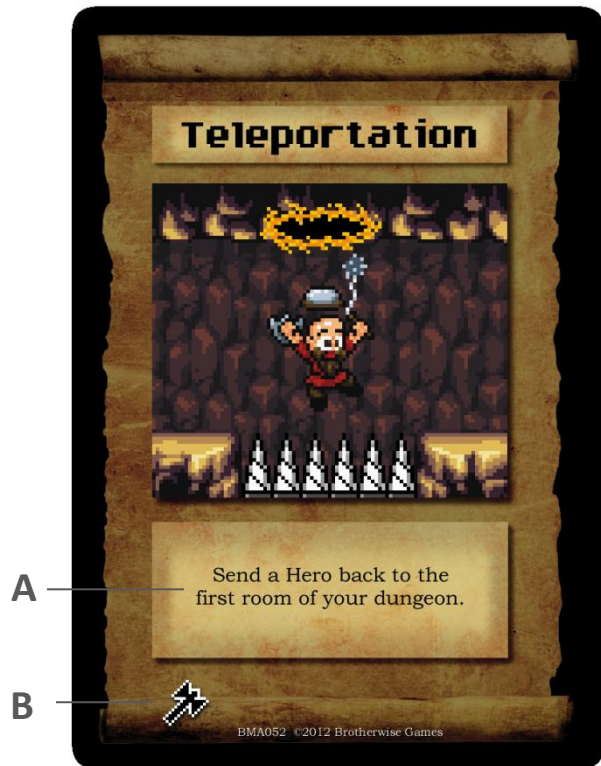 Teleportation
A
Send a Hero back to the
first room of your dungeon.
B
BMA052 ©2012 Brotherwise Games